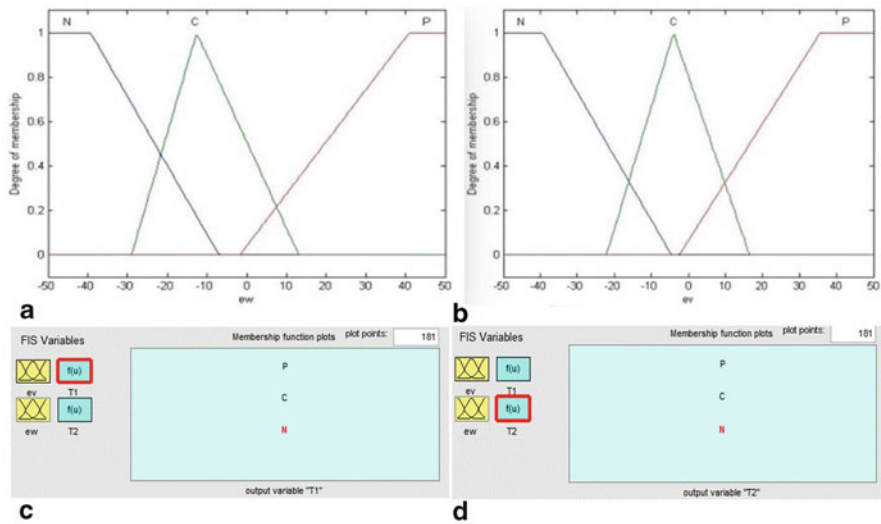 N C P
1
0.8
0.6
0.4
0.2
0
Degree of membership
-50 -40 -30 -20 -10 0 10 20 30 40 50
ew
a
N C P
1
0.8
0.6
0.4
0.2
0
Degree of membership
-50 -40 -30 -20 -10 0 10 20 30 40 50
ev
b
FIS Variables
Membership function plots
plot points: 181
f(u)
ev T1
f(u)
ew T2
P
C
N
output variable "T1"
c
FIS Variables
Membership function plots
plot points: 181
f(u)
ev T1
f(u)
ew T2
P
C
N
output variable "T2"
d